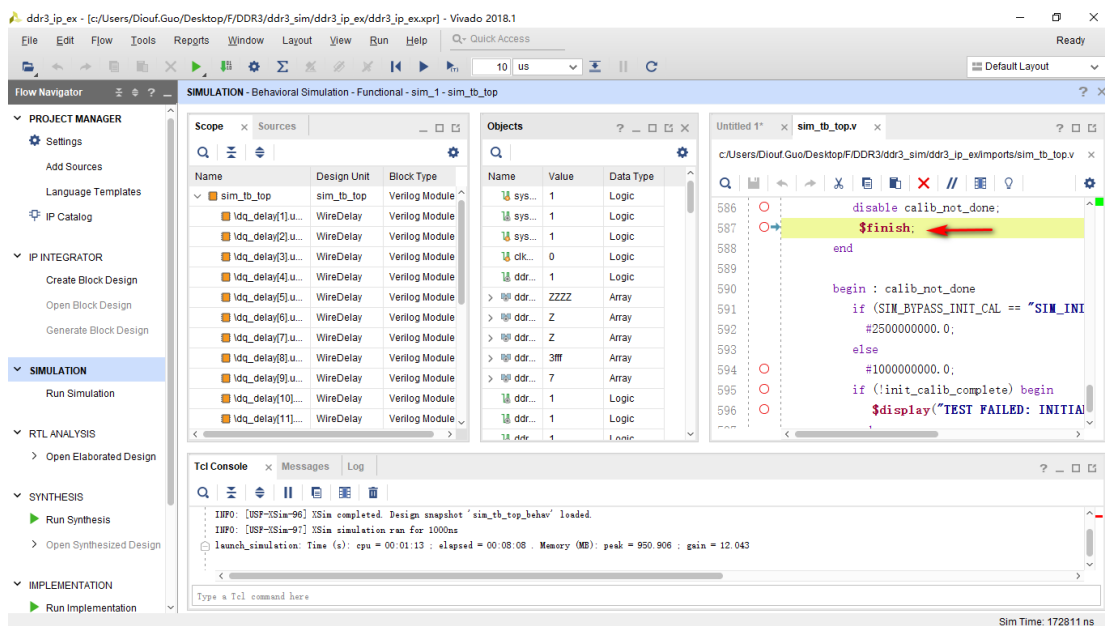 ddr3_ip_ex - [c:/Users/Diouf.Guo/Desktop/F/DDR3/ddr3_sim/ddr3_ip_ex/ddr3_ip_ex.xpr] - Vivado 2018.1
File Edit Flow Tools Reports Window Layout View Run Help Q- Quick Access Ready
10 us Default Layout
Flow Navigator
SIMULATION - Behavioral Simulation - Functional - sim_1 - sim_tb_top
PROJECT MANAGER
Settings
Add Sources
Language Templates
IP Catalog
IP INTEGRATOR
Create Block Design
Open Block Design
Generate Block Design
SIMULATION
Run Simulation
RTL ANALYSIS
Open Elaborated Design
SYNTHESIS
Run Synthesis
Open Synthesized Design
IMPLEMENTATION
Run Implementation
Scope Sources
Name Design Unit Block Type
sim_tb_top sim_tb_top Verilog Module
\dq_delay[1].u... WireDelay Verilog Module
\dq_delay[2].u... WireDelay Verilog Module
\dq_delay[3].u... WireDelay Verilog Module
\dq_delay[4].u... WireDelay Verilog Module
\dq_delay[5].u... WireDelay Verilog Module
\dq_delay[6].u... WireDelay Verilog Module
\dq_delay[7].u... WireDelay Verilog Module
\dq_delay[8].u... WireDelay Verilog Module
\dq_delay[9].u... WireDelay Verilog Module
\dq_delay[10].... WireDelay Verilog Module
\dq_delay[11].... WireDelay Verilog Module
Objects
Name Value Data Type
sys... 1 Logic
sys... 1 Logic
sys... 1 Logic
clk... 0 Logic
ddr... 1 Logic
ddr... ZZZZ Array
ddr... Z Array
ddr... Z Array
ddr... 3fff Array
ddr... 7 Array
ddr... 1 Logic
ddr... 1 Logic
ddr... 1 Logic
Untitled 1* sim_tb_top.v
c:/Users/Diouf.Guo/Desktop/F/DDR3/ddr3_sim/ddr3_ip_ex/imports/sim_tb_top.v
586 disable calib_not_done;
587 $finish;
588 end
589
590 begin : calib_not_done
591 if (SIM_BYPASS_INIT_CAL == "SIM_INI
592 #2500000000.0;
593 else
594 #1000000000.0;
595 if (!init_calib_complete) begin
596 $display("TEST FAILED: INITIA
Tcl Console Messages Log
INFO: [USF-XSim-96] XSim completed. Design snapshot 'sim_tb_top_behav' loaded.
INFO: [USF-XSim-97] XSim simulation ran for 1000ns
launch_simulation: Time (s): cpu = 00:01:13 ; elapsed = 00:08:08 . Memory (MB): peak = 950.906 ; gain = 12.043
Type a Tcl command here
Sim Time: 172811 ns